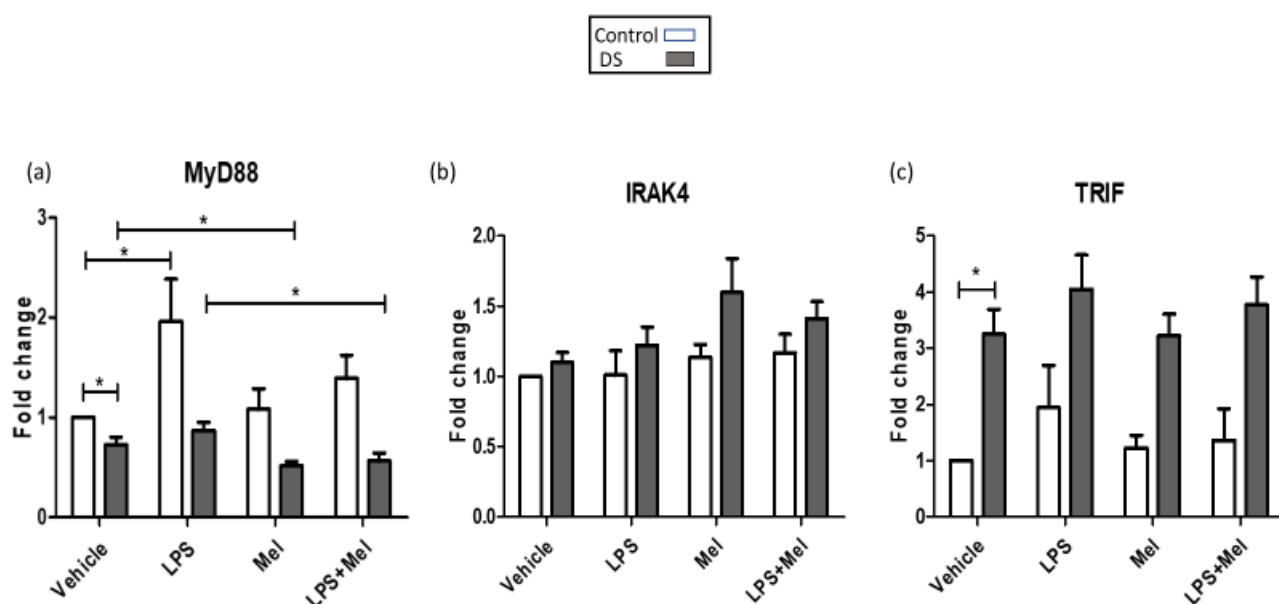 Control
DS
(a)
MyD88
Fold change
3
2
1
0
*
*
*
*
Vehicle
LPS
Mel
LPS+Mel
(b)
IRAK4
Fold change
2.0
1.5
1.0
0.5
0.0
Vehicle
LPS
Mel
LPS+Mel
(c)
TRIF
Fold change
5
4
3
2
1
0
*
Vehicle
LPS
Mel
LPS+Mel